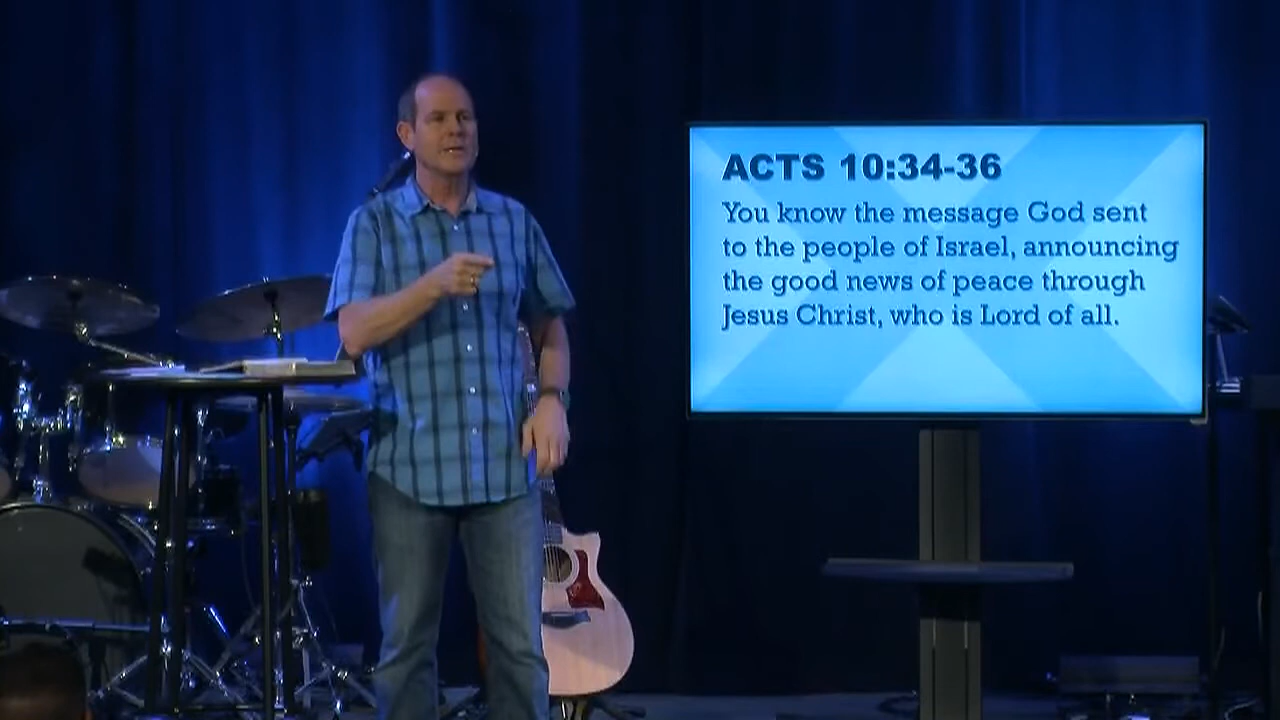 ACTS 10:34-36
You know the message God sent
to the people of Israel, announcing
the good news of peace through
Jesus Christ, who is Lord of all.